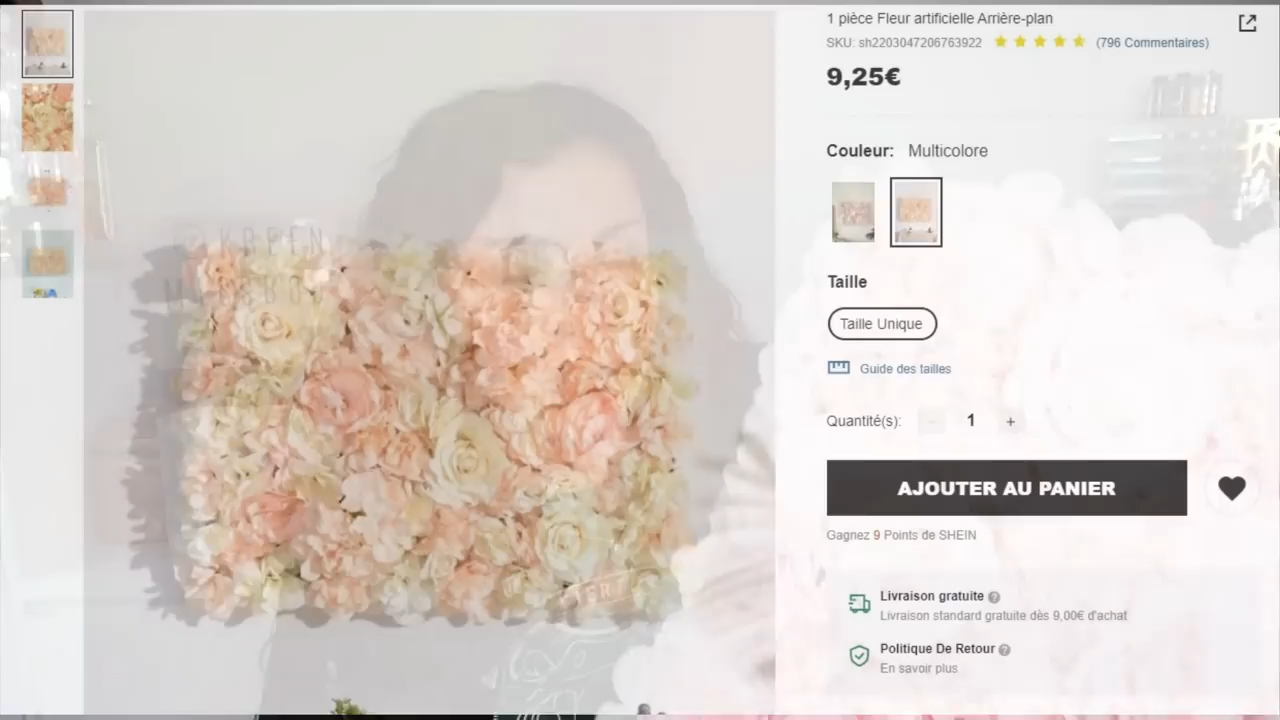 1 pièce Fleur artificielle Arrière-plan
SKU: sh2203047206763922 (796 Commentaires)
9,25€
Couleur: Multicolore
Taille
Taille Unique
Guide des tailles
Quantité(s): - 1 +
AJOUTER AU PANIER
Gagnez 9 Points de SHEIN
Livraison gratuite ?
Livraison standard gratuite dès 9,00€ d'achat
Politique De Retour ?
En savoir plus